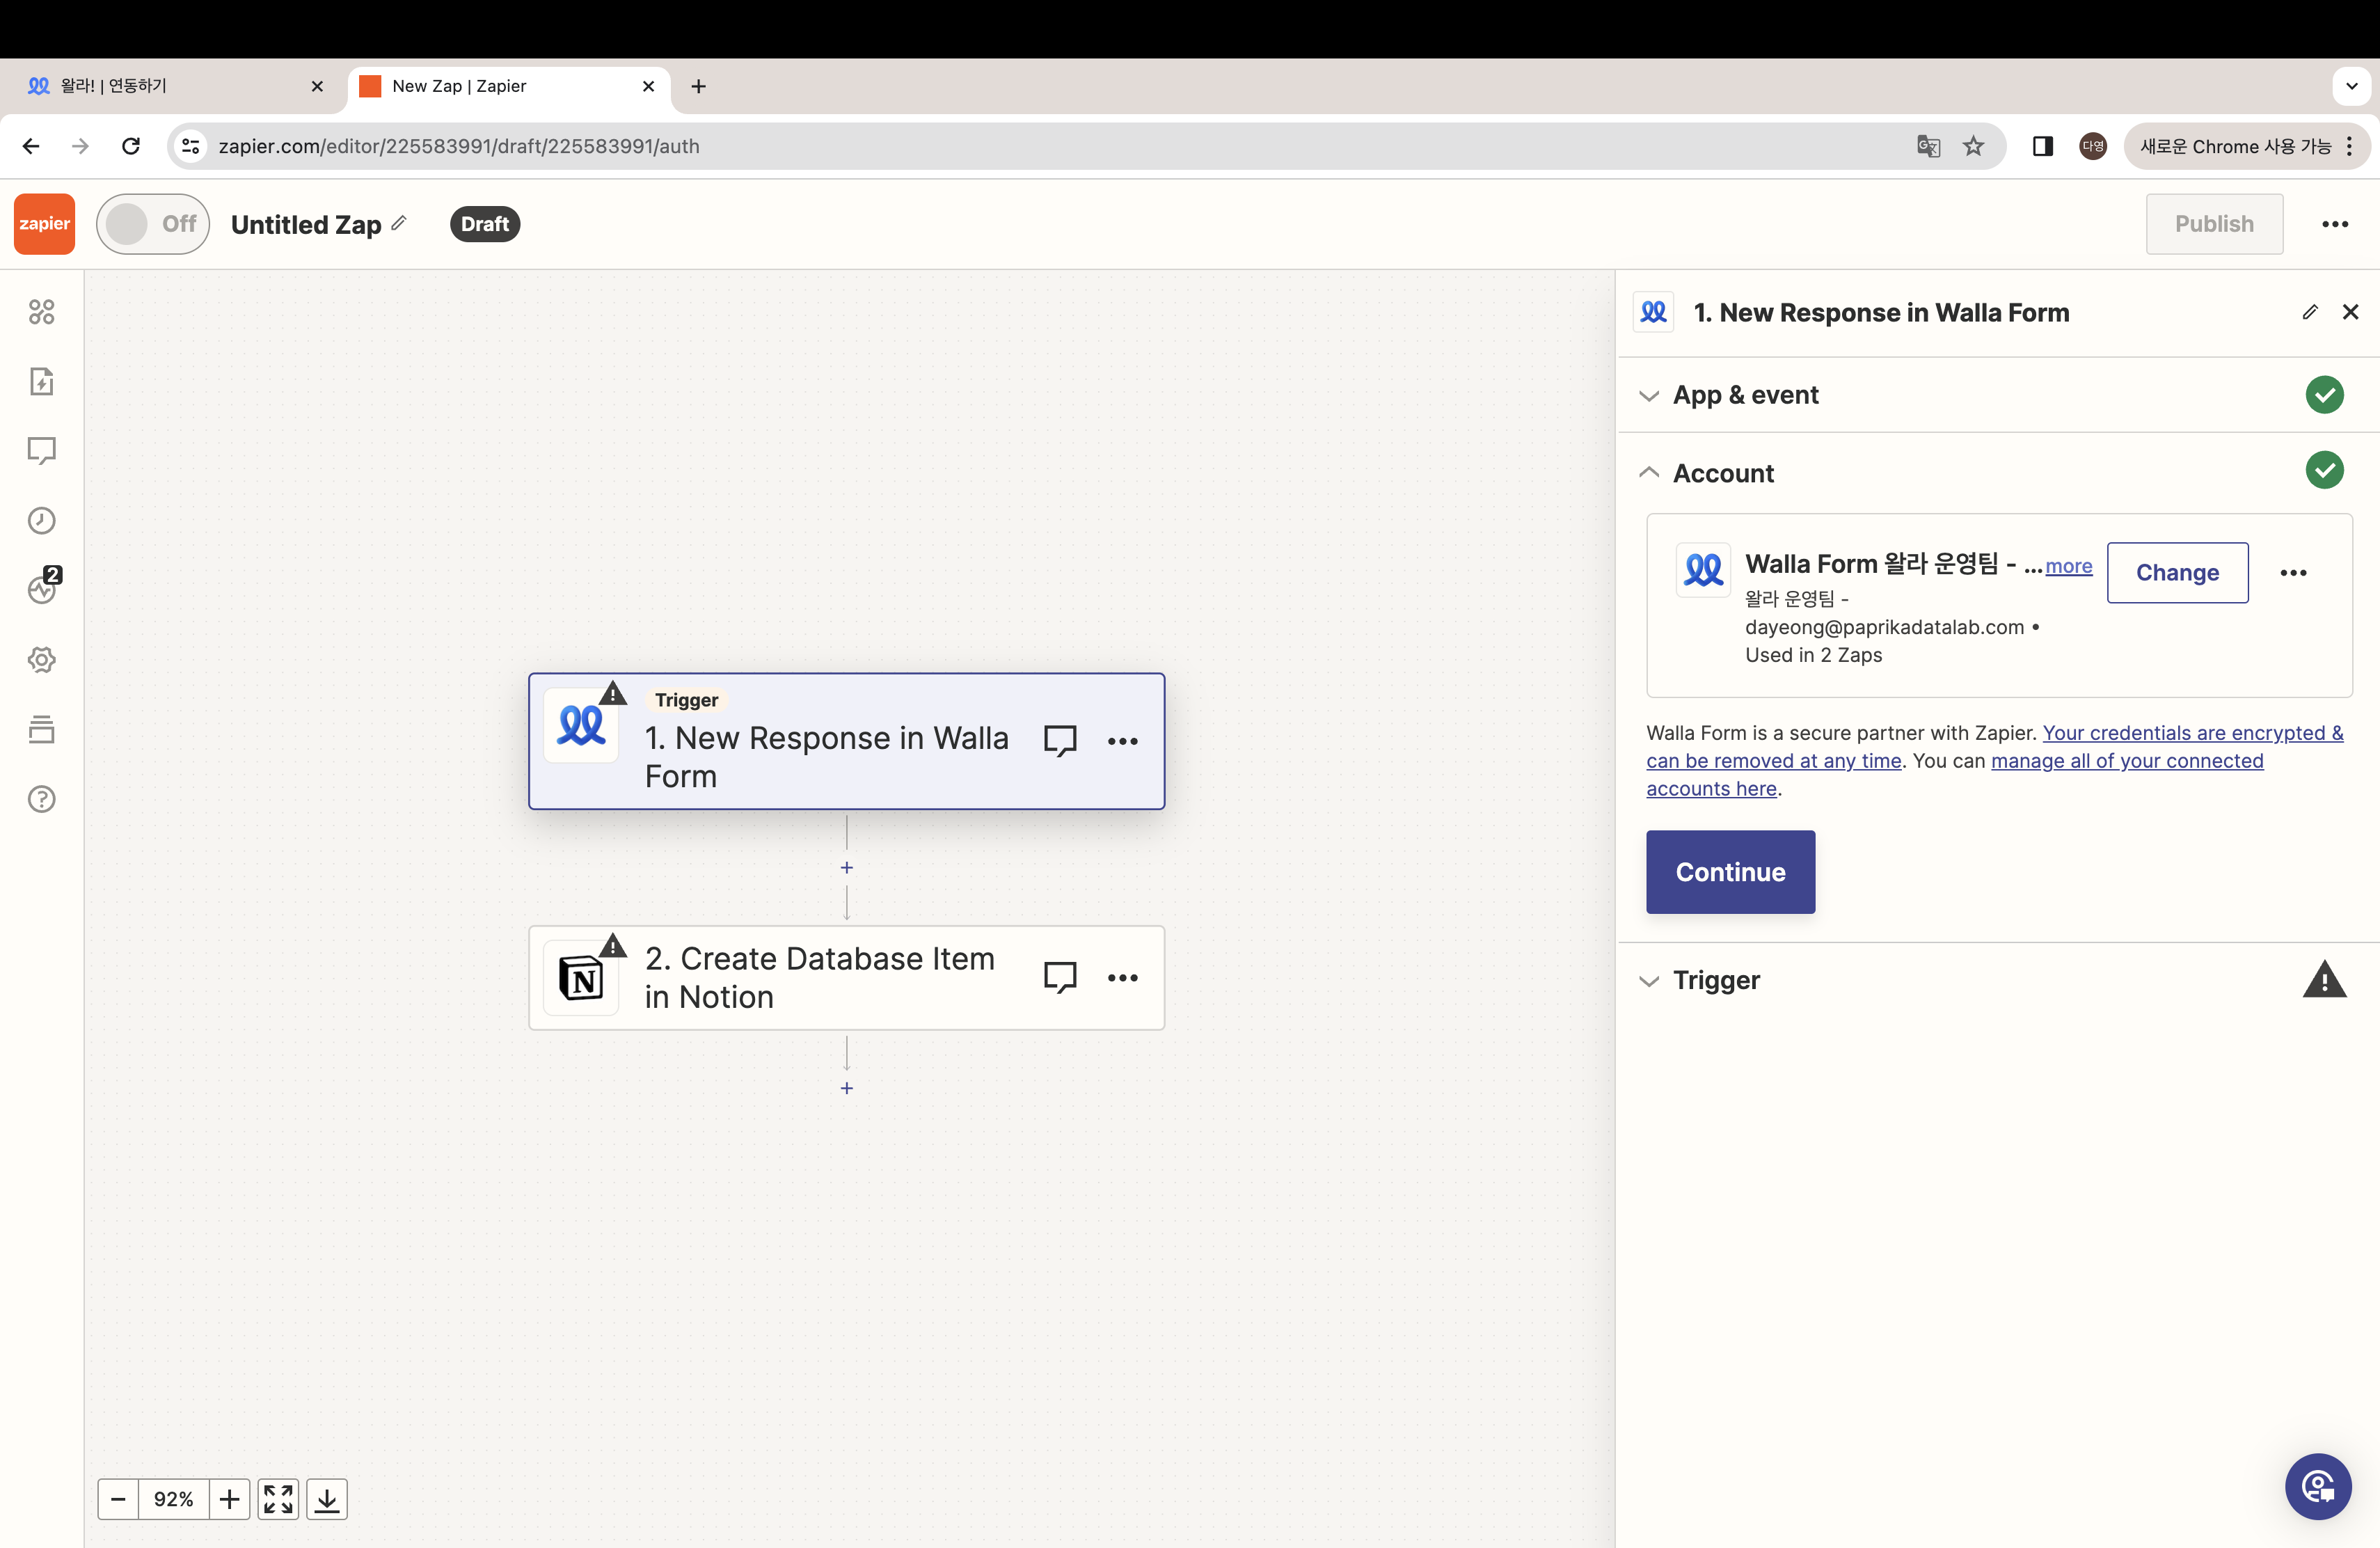 왈라! | 연동하기
New Zap | Zapier
zapier.com/editor/225583991/draft/225583991/auth
다영
새로운 Chrome 사용 가능
zapier
Off
Untitled Zap
Draft
Publish
2
Trigger
1. New Response in Walla
Form
2. Create Database Item
in Notion
92%
1. New Response in Walla Form
App & event
Account
Walla Form 왈라 운영팀 - ...more
Change
왈라 운영팀 -
dayeong@paprikadatalab.com •
Used in 2 Zaps
Walla Form is a secure partner with Zapier. Your credentials are encrypted &
can be removed at any time. You can manage all of your connected
accounts here.
Continue
Trigger